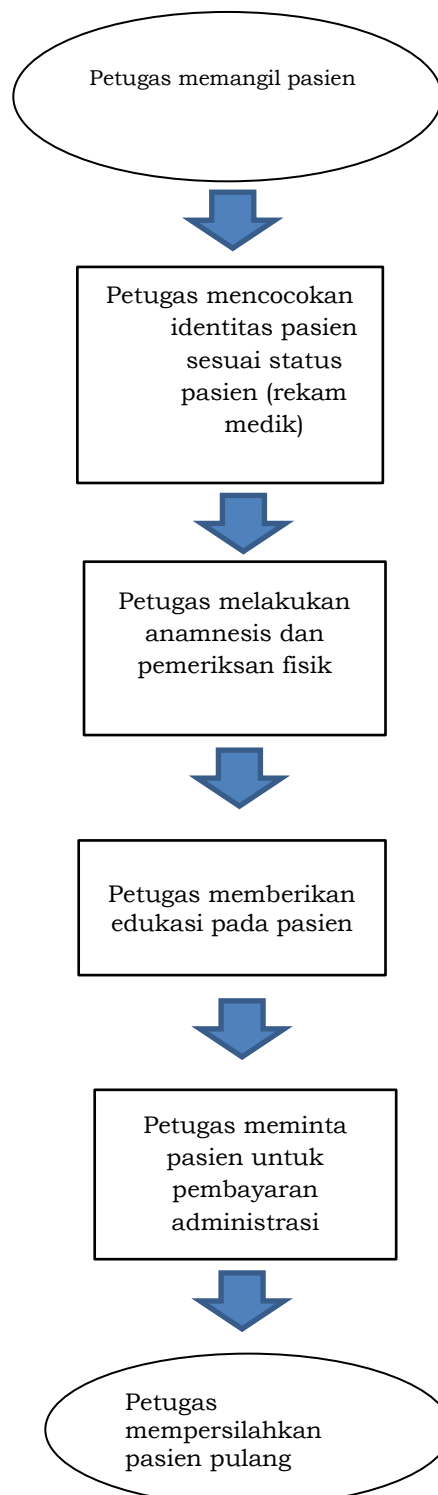 Petugas memangil pasien
Petugas mencocokan
identitas pasien
sesuai status
pasien (rekam
medik)
Petugas melakukan
anamnesis dan
pemeriksan fisik
Petugas memberikan
edukasi pada pasien
Petugas meminta
pasien untuk
pembayaran
administrasi
Petugas
mempersilahkan
pasien pulang